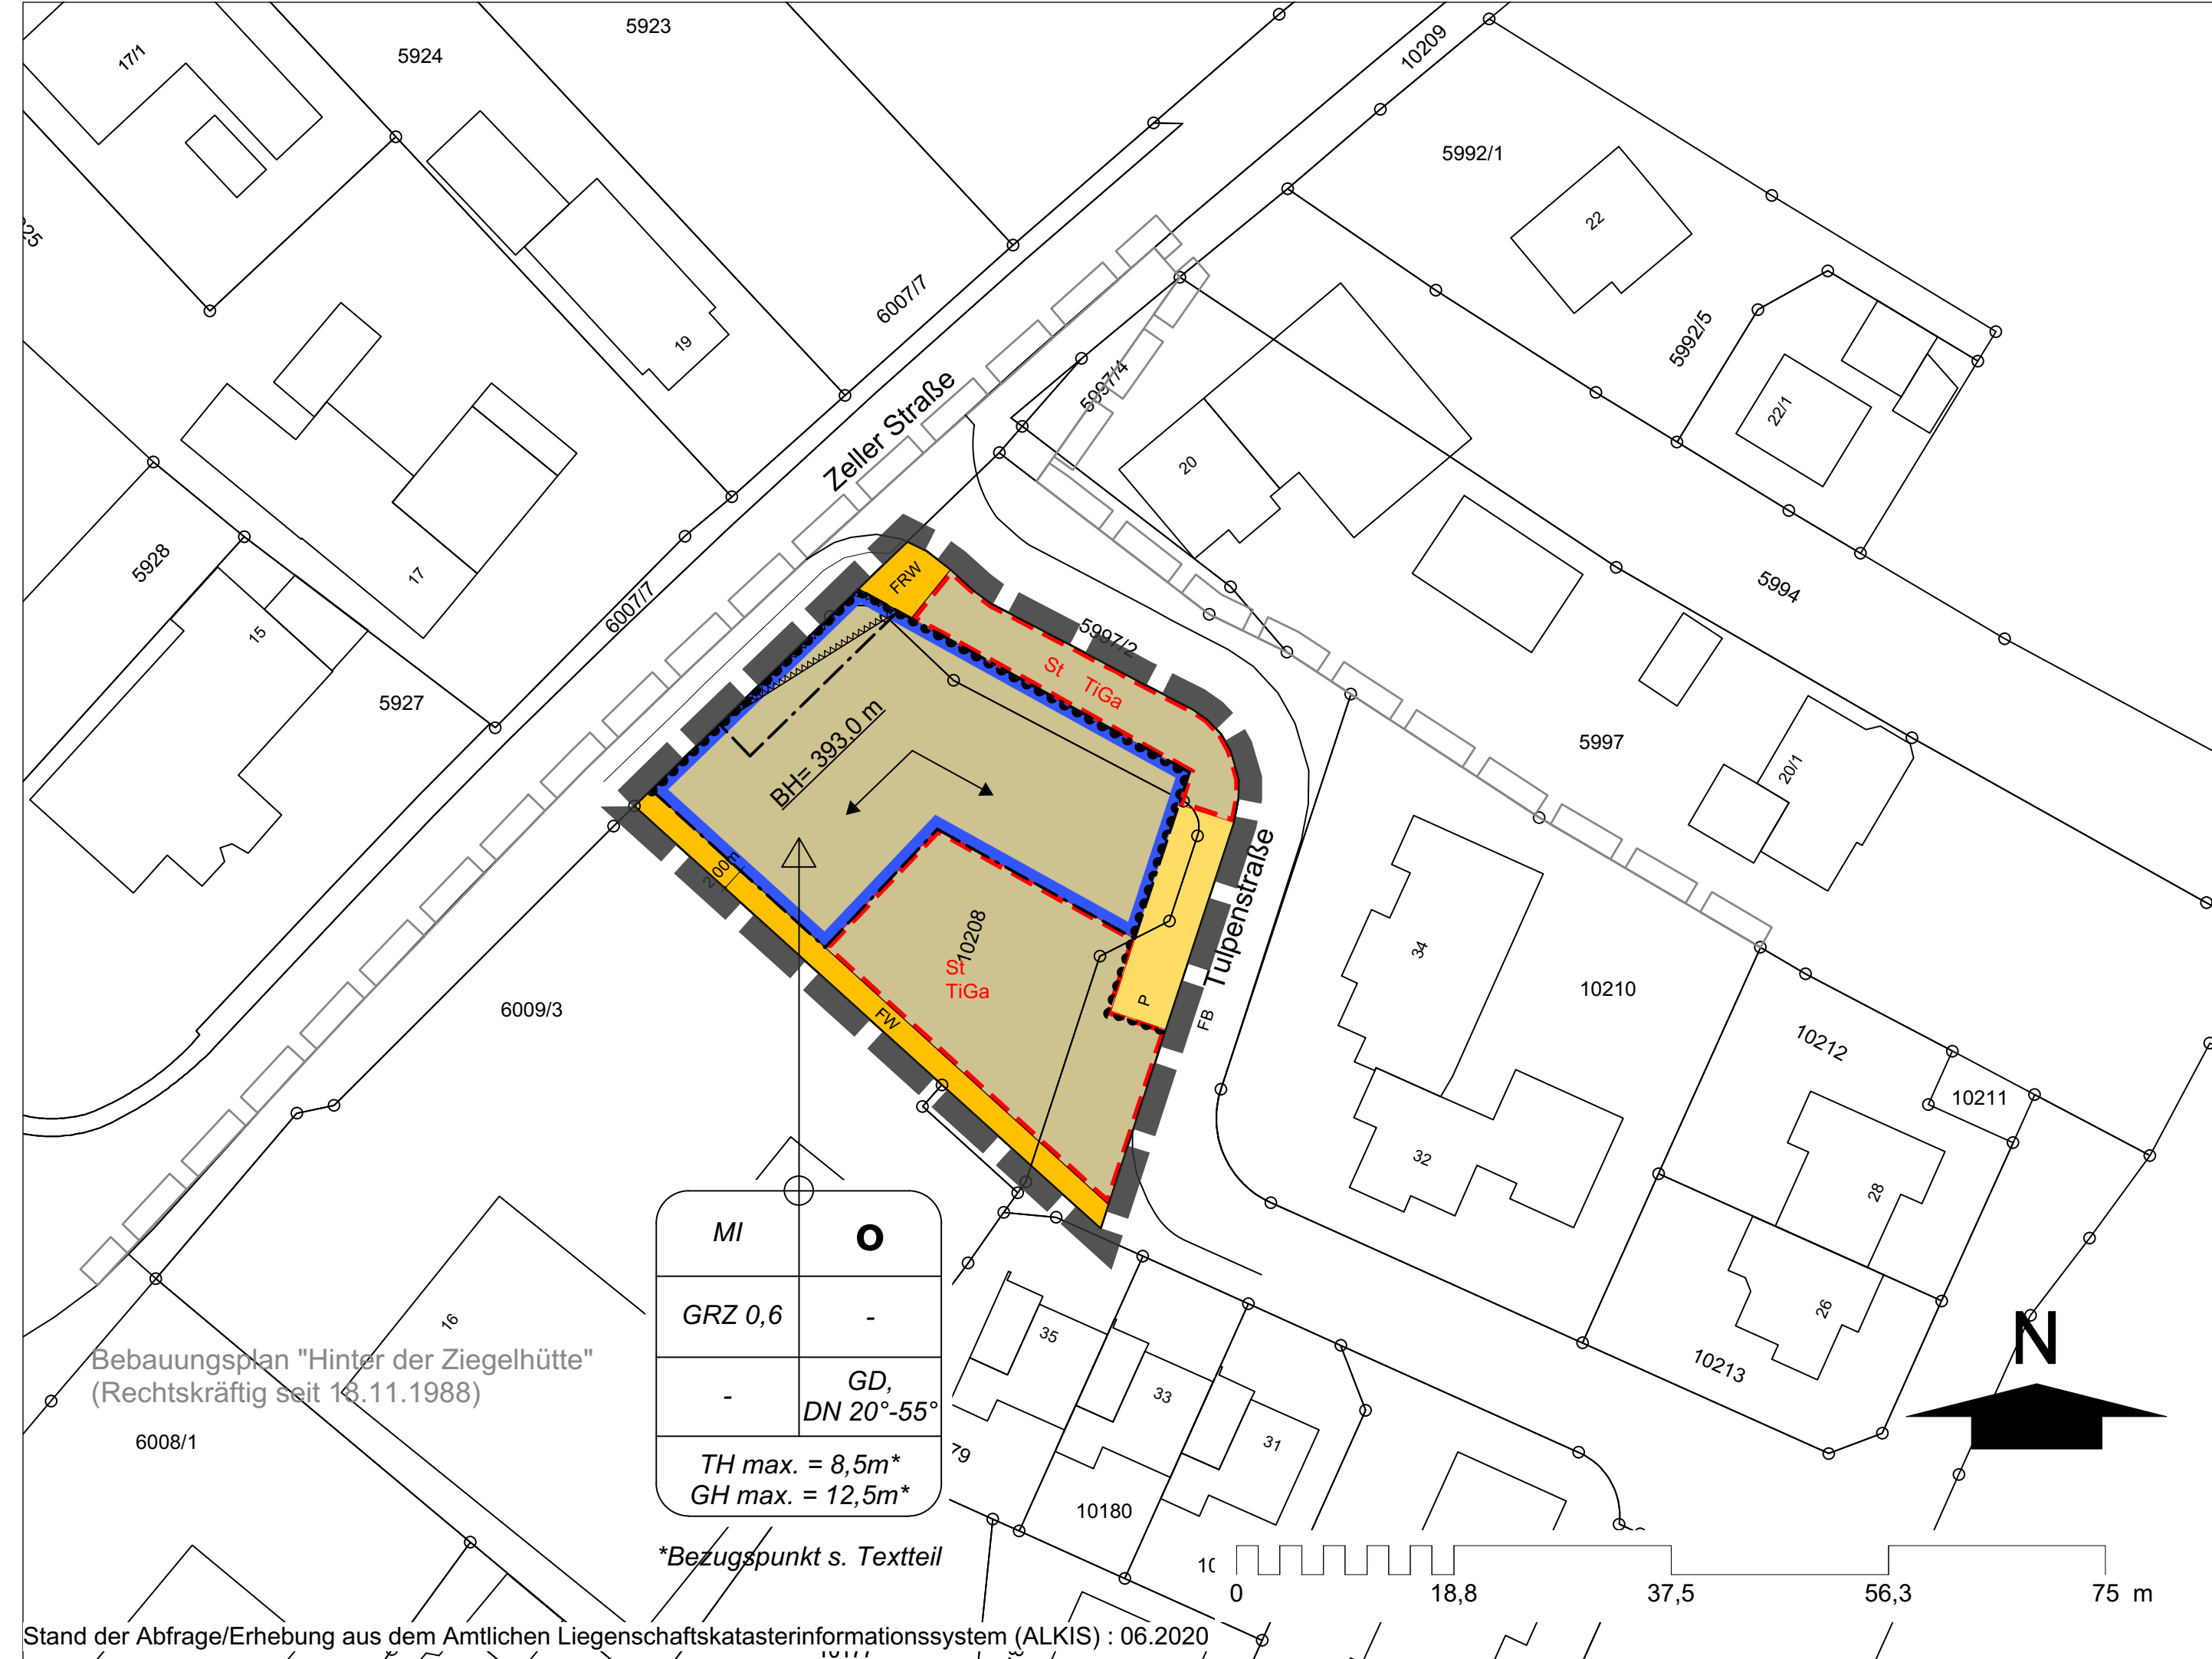 5923
5924
17/1
10209
5992/1
22
25
6007/7
19
5992/5
5997/4
22/1
Zeller Straße
20
5928
17
FRW
5994
6007/7
15
5997/2
St TiGa
5927
BH= 393,0 m
5997
20/1
2,00m
Tulpenstraße
10208
St
TiGa
34
10210
P
FB
6009/3
FW
10212
10211
32
28
MI
o
GRZ 0,6
-
-
GD,
DN 20°-55°
TH max. = 8,5m*
GH max. = 12,5m*
*Bezugspunkt s. Textteil
16
35
33
31
26
N
10213
Bebauungsplan "Hinter der Ziegelhütte"
(Rechtskräftig seit 18.11.1988)
6008/1
79
10180
10
0 18,8 37,5 56,3 75 m
Stand der Abfrage/Erhebung aus dem Amtlichen Liegenschaftskatasterinformationssystem (ALKIS) : 06.2020